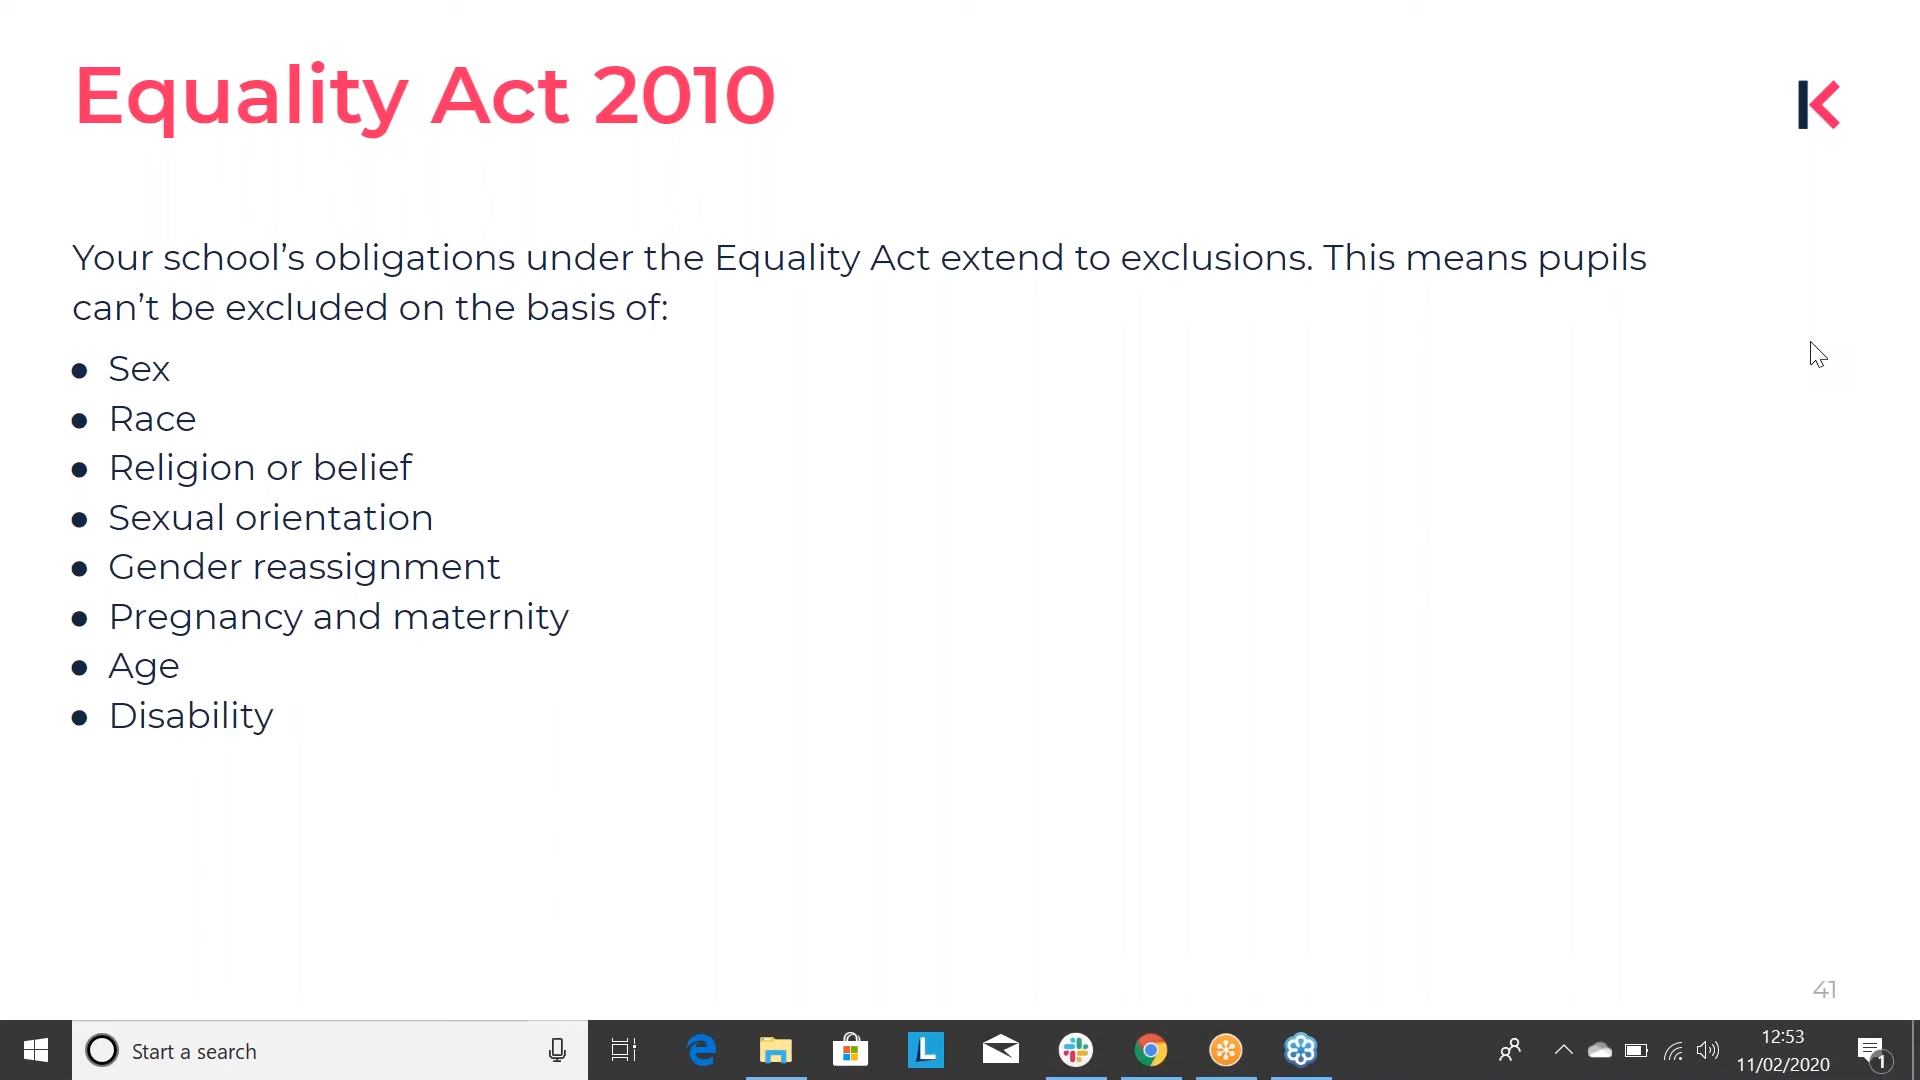 Equality Act 2010
Your school’s obligations under the Equality Act extend to exclusions. This means pupils
can’t be excluded on the basis of:
● Sex
● Race
● Religion or belief
● Sexual orientation
● Gender reassignment
● Pregnancy and maternity
● Age
● Disability
41
Start a search
12:53
11/02/2020
1